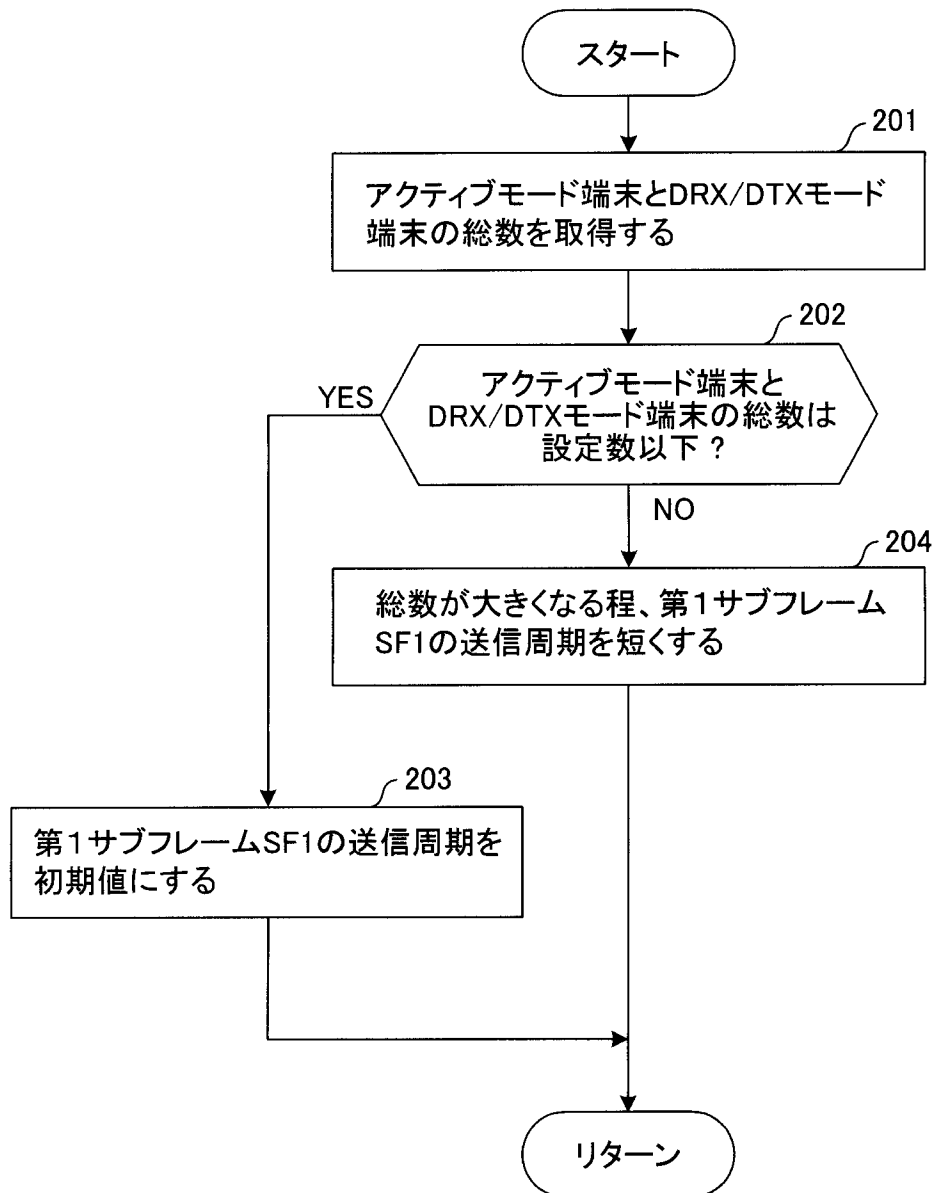 スタート
201
アクティブモード端末とDRX/DTXモード
端末の総数を取得する
202
アクティブモード端末と
DRX/DTXモード端末の総数は
設定数以下？
YES
NO
204
総数が大きくなる程、第１サブフレーム
SF1の送信周期を短くする
203
第１サブフレームSF1の送信周期を
初期値にする
リターン